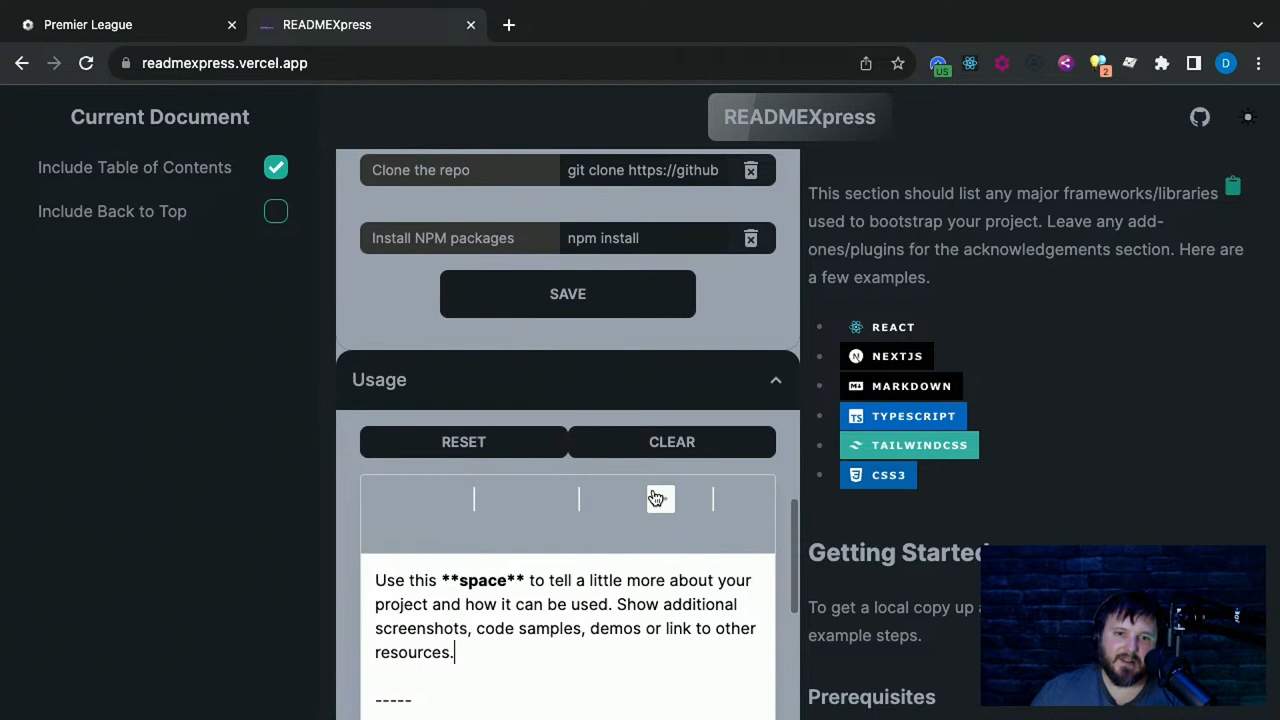 Premier League
READMEXpress
readmexpress.vercel.app
US
2
D
Current Document
Include Table of Contents
Include Back to Top
READMEXpress
Clone the repo
git clone https://github
Install NPM packages
npm install
SAVE
Usage
RESET
CLEAR
Use this **space** to tell a little more about your
project and how it can be used. Show additional
screenshots, code samples, demos or link to other
resources.
-----
This section should list any major frameworks/libraries
used to bootstrap your project. Leave any add-
ones/plugins for the acknowledgements section. Here are
a few examples.
REACT
NEXTJS
MARKDOWN
TS TYPESCRIPT
TAILWINDCSS
CSS3
Getting Started
To get a local copy up a
example steps.
Prerequisites